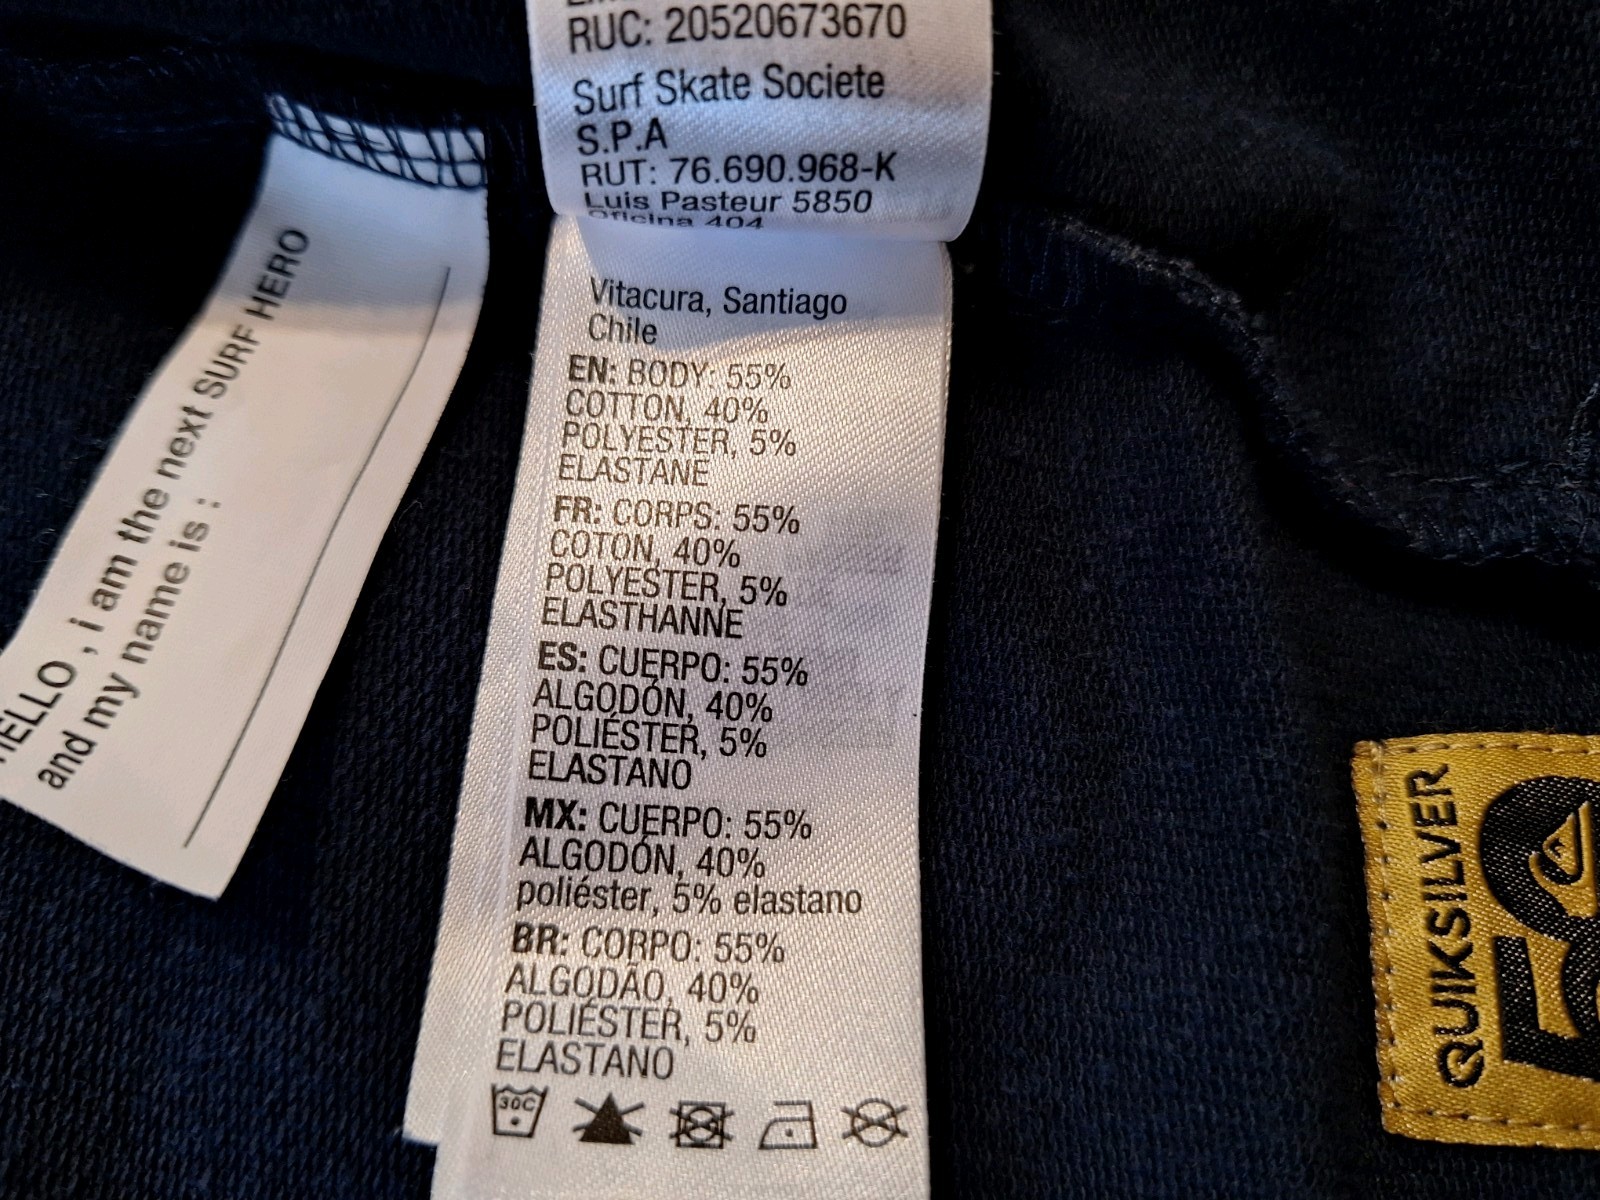 RUC: 20520673670
Surf Skate Societe
S.P.A
RUT: 76.690.968-K
Luis Pasteur 5850
Oficina 404
Vitacura, Santiago
Chile
EN: BODY: 55%
COTTON, 40%
POLYESTER, 5%
ELASTANE
FR: CORPS: 55%
COTON, 40%
POLYESTER, 5%
ELASTHANNE
ES: CUERPO: 55%
ALGODÓN, 40%
POLIÉSTER, 5%
ELASTANO
MX: CUERPO: 55%
ALGODÓN, 40%
poliéster, 5% elastano
BR: CORPO: 55%
ALGODÃO, 40%
POLIÉSTER, 5%
ELASTANO
30C
HELLO , i am the next SURF HERO
and my name is :
QUIKSILVER